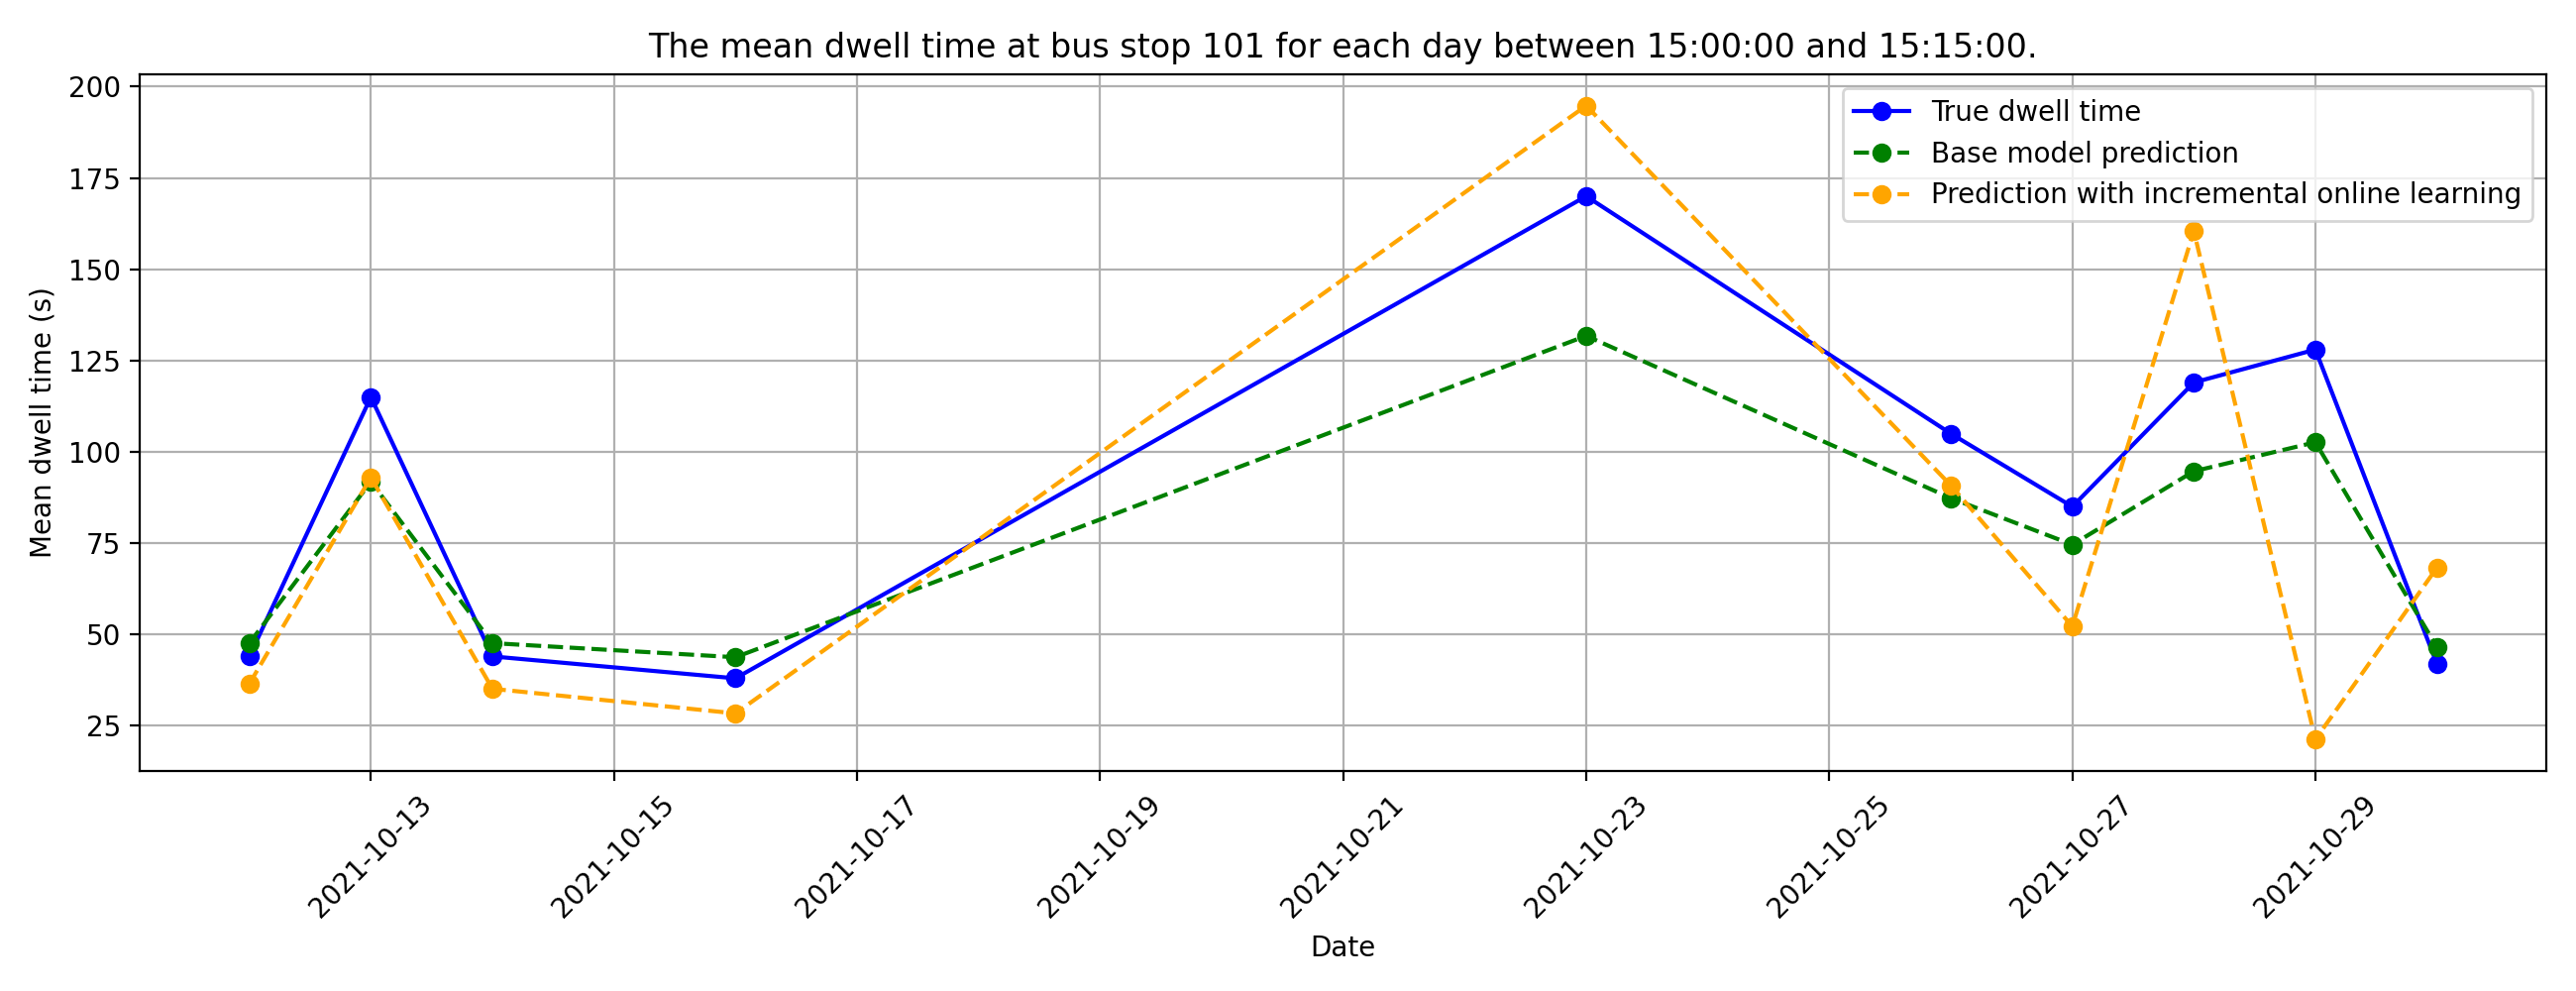 The mean dwell time at bus stop 101 for each day between 15:00:00 and 15:15:00.
Mean dwell time (s)
200
175
150
125
100
75
50
25
True dwell time
Base model prediction
Prediction with incremental online learning
2021-10-13
2021-10-15
2021-10-17
2021-10-19
2021-10-21
2021-10-23
2021-10-25
2021-10-27
2021-10-29
Date